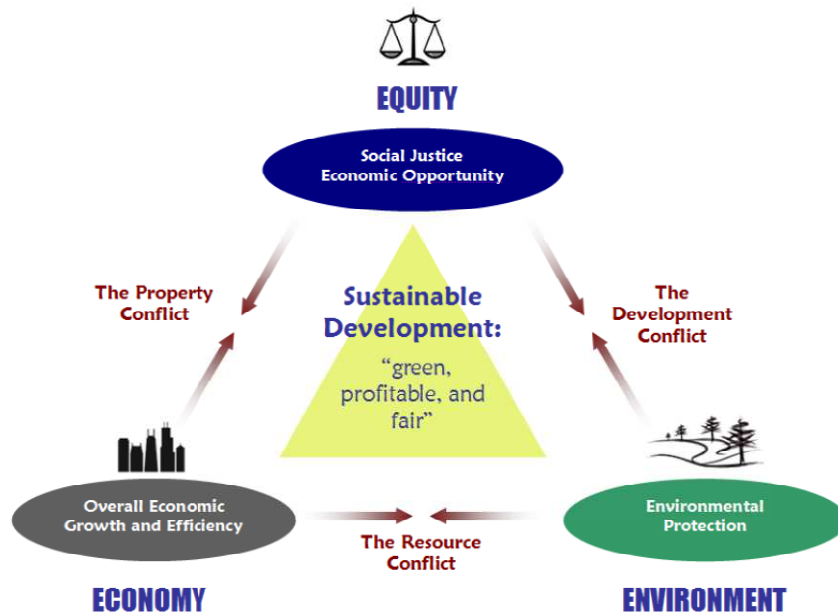 EQUITY
Social Justice
Economic Opportunity
The Property
Conflict
Sustainable
Development:
“green,
profitable, and
fair”
The
Development
Conflict
Overall Economic
Growth and Efficiency
The Resource
Conflict
Environmental
Protection
ECONOMY
ENVIRONMENT